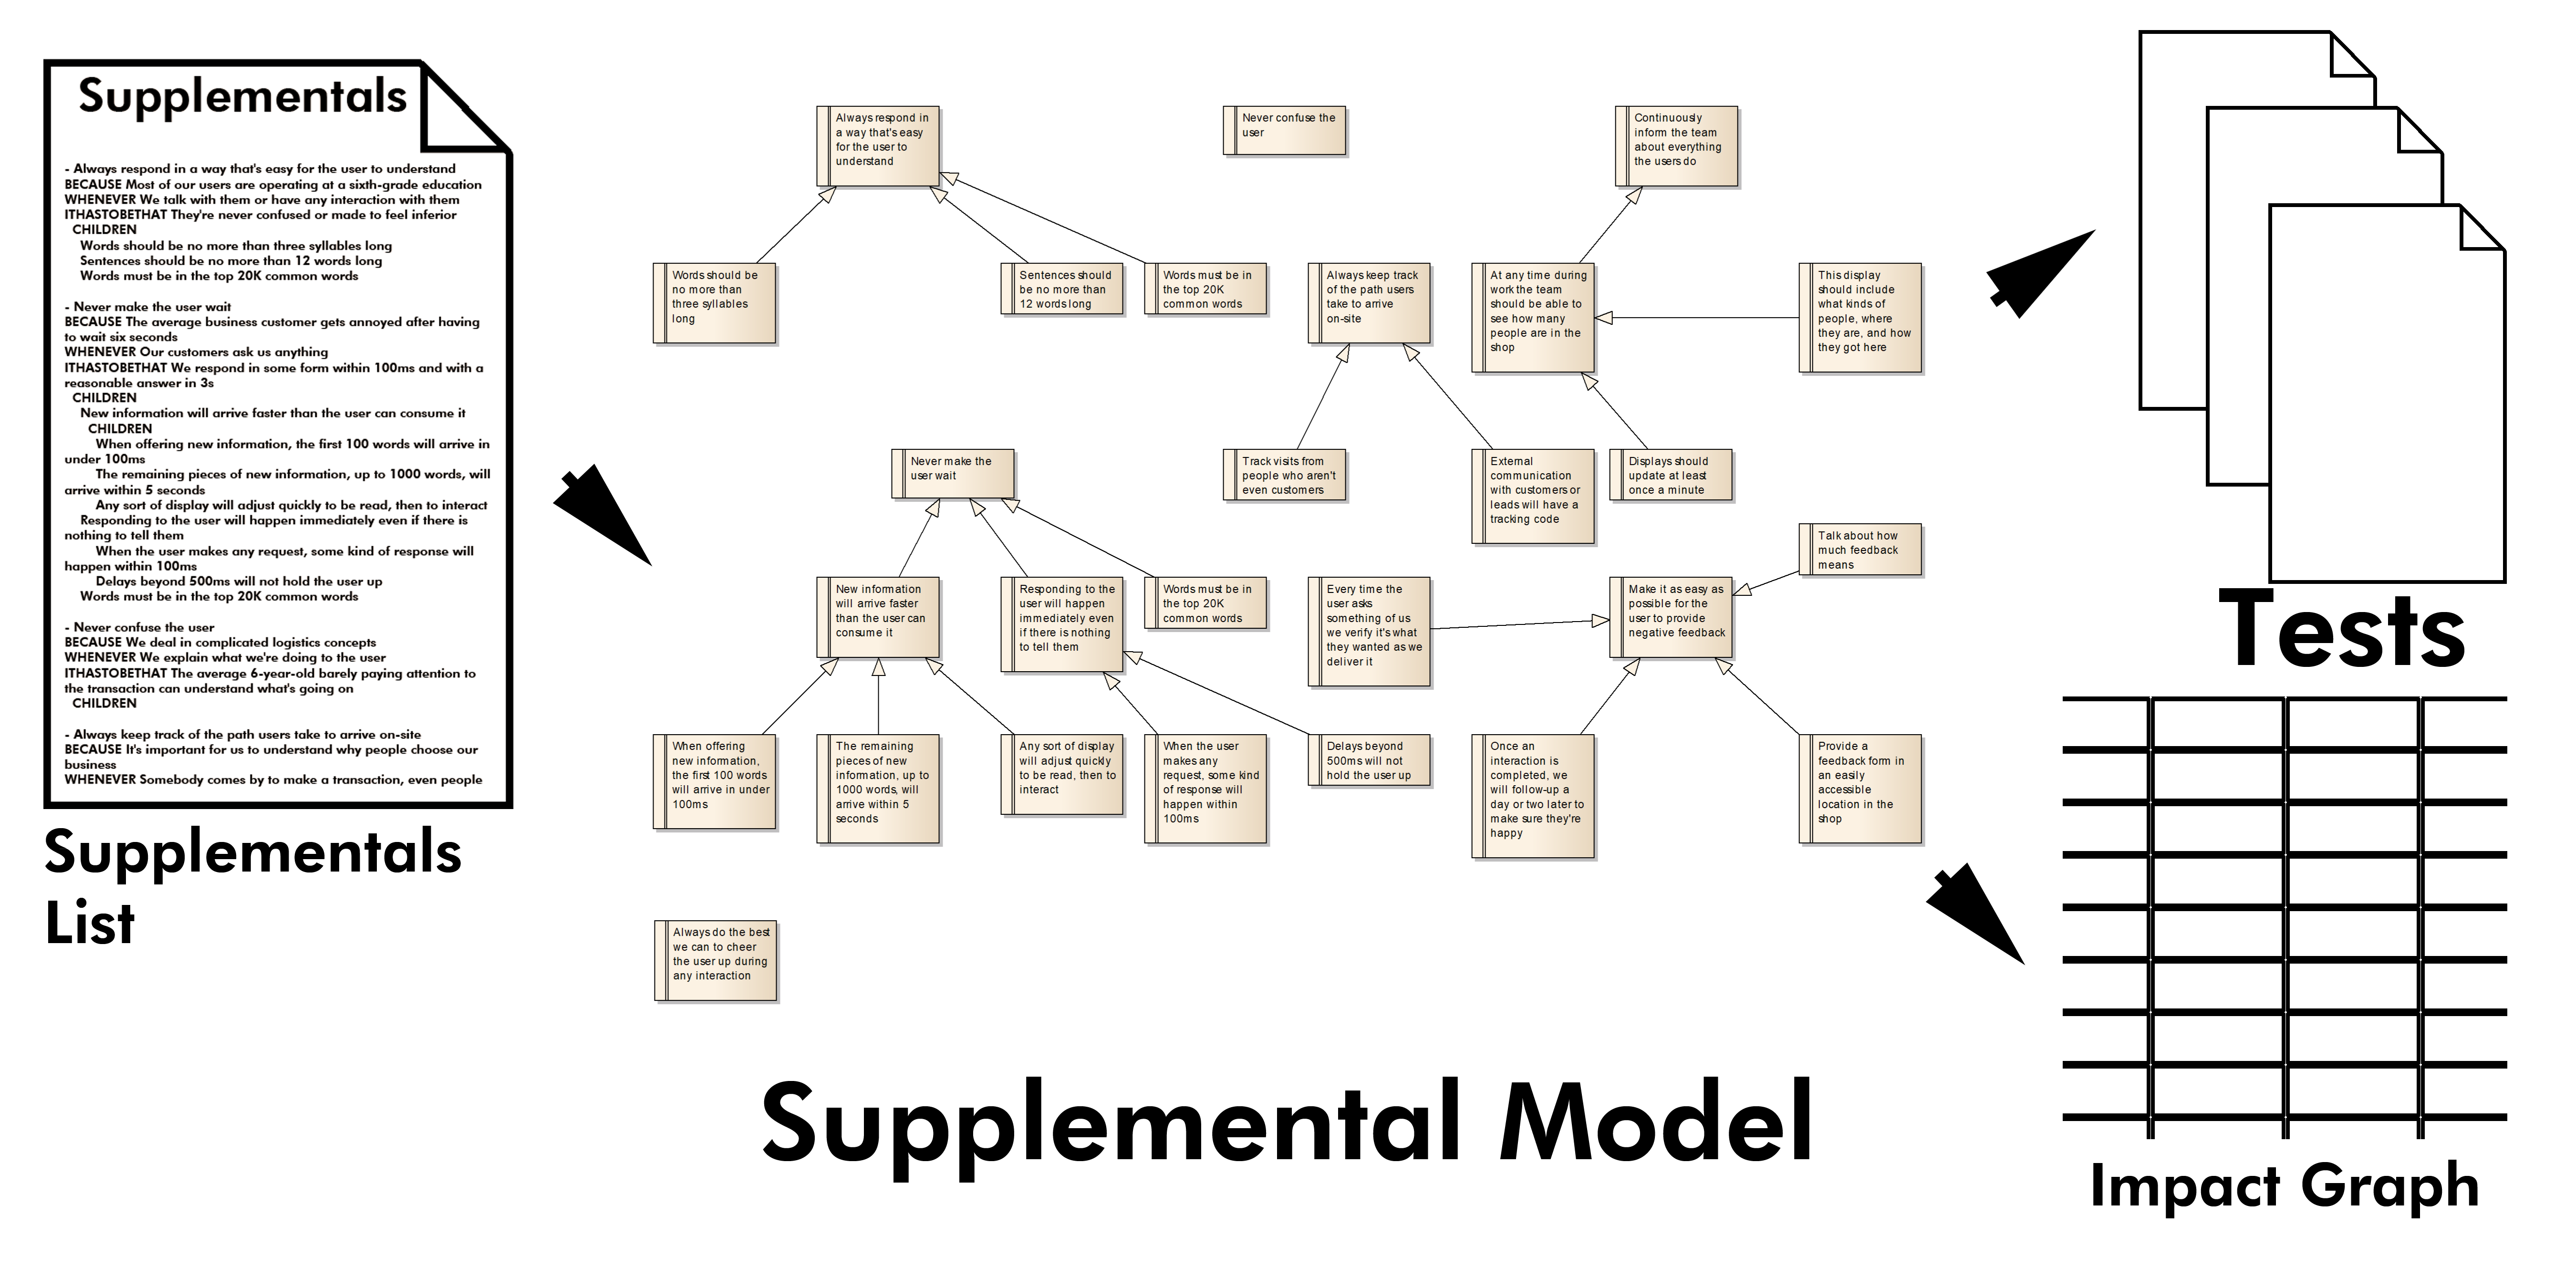 Supplementals
- Always respond in a way that's easy for the user to understand
BECAUSE Most of our users are operating at a sixth-grade education
WHENEVER We talk with them or have any interaction with them
ITHASTOBETHAT They're never confused or made to feel inferior
CHILDREN
Words should be no more than three syllables long
Sentences should be no more than 12 words long
Words must be in the top 20K common words
- Never make the user wait
BECAUSE The average business customer gets annoyed after having
to wait six seconds
WHENEVER Our customers ask us anything
ITHASTOBETHAT We respond in some form within 100ms and with a
reasonable answer in 3s
CHILDREN
New information will arrive faster than the user can consume it
CHILDREN
When offering new information, the first 100 words will arrive in
under 100ms
The remaining pieces of new information, up to 1000 words, will
arrive within 5 seconds
Any sort of display will adjust quickly to be read, then to interact
Responding to the user will happen immediately even if there is
nothing to tell them
When the user makes any request, some kind of response will
happen within 100ms
Delays beyond 500ms will not hold the user up
Words must be in the top 20K common words
- Never confuse the user
BECAUSE We deal in complicated logistics concepts
WHENEVER We explain what we're doing to the user
ITHASTOBETHAT The average 6-year-old barely paying attention to
the transaction can understand what's going on
CHILDREN
- Always keep track of the path users take to arrive on-site
BECAUSE It's important for us to understand why people choose our
business
WHENEVER Somebody comes by to make a transaction, even people
Supplementals
List
Always respond in
a way that's easy
for the user to
understand
Never confuse the
user
Continuously
inform the team
about everything
the users do
Words should be
no more than
three syllables
long
Sentences should
be no more than
12 words long
Words must be in
the top 20K
common words
Always keep track
of the path users
take to arrive
on-site
At any time during
work the team
should be able to
see how many
people are in the
shop
This display
should include
what kinds of
people, where
they are, and how
they got here
Never make the
user wait
Track visits from
people who aren't
even customers
External
communication
with customers or
leads will have a
tracking code
Displays should
update at least
once a minute
Talk about how
much feedback
means
New information
will arrive faster
than the user can
consume it
Responding to the
user will happen
immediately even
if there is nothing
to tell them
Words must be in
the top 20K
common words
Every time the
user asks
something of us
we verify it's what
they wanted as we
deliver it
Make it as easy as
possible for the
user to provide
negative feedback
When offering
new information,
the first 100 words
will arrive in under
100ms
The remaining
pieces of new
information, up to
1000 words, will
arrive within 5
seconds
Any sort of display
will adjust quickly
to be read, then to
interact
When the user
makes any
request, some kind
of response will
happen within
100ms
Delays beyond
500ms will not
hold the user up
Once an
interaction is
completed, we
will follow-up a
day or two later to
make sure they're
happy
Provide a
feedback form in
an easily
accessible
location in the
shop
Always do the best
we can to cheer
the user up during
any interaction
Supplemental Model
Tests
Impact Graph